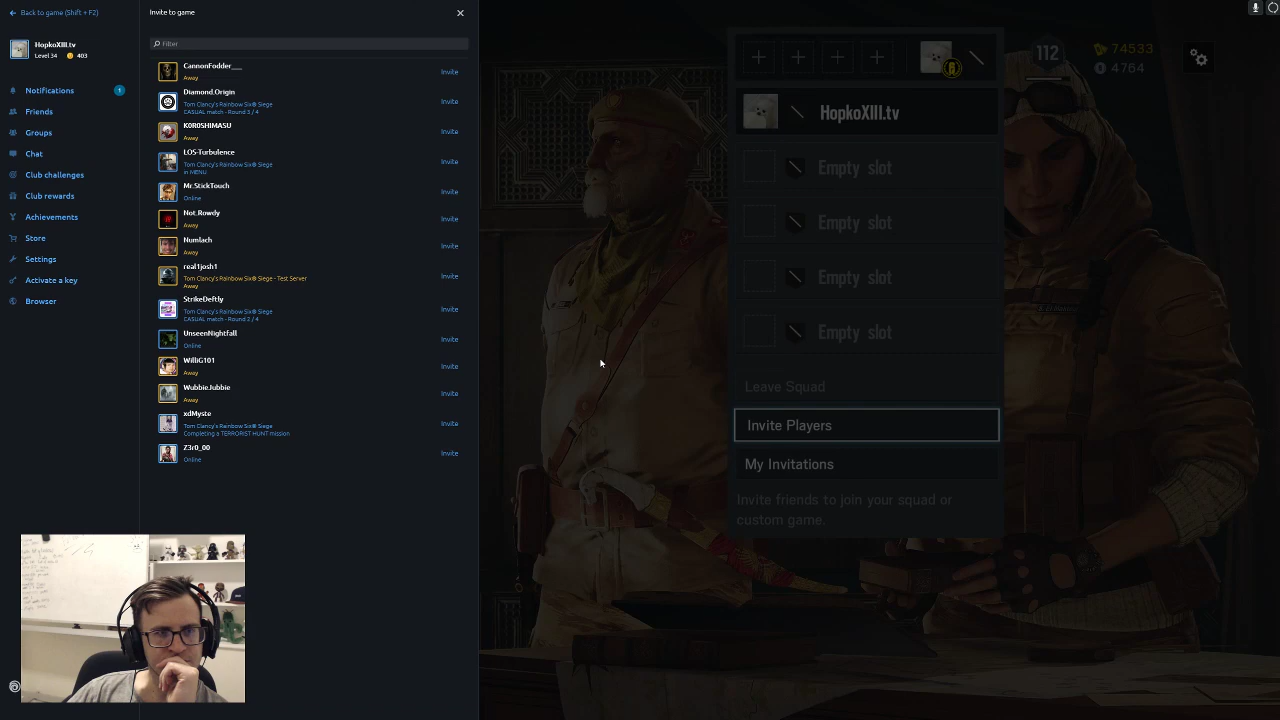 Back to game (Shift + F2)
HopkoXIII.tv
Level 34 403
Notifications 1
Friends
Groups
Chat
Club challenges
Club rewards
Achievements
Store
Settings
Activate a key
Browser
Invite to game
Filter
CannonFodder___
Away
Invite
Diamond.Origin
Tom Clancy's Rainbow Six® Siege
CASUAL match - Round 3 / 4
Invite
K0R0SHIMASU
Away
Invite
LOS-Turbulence
Tom Clancy's Rainbow Six® Siege
in MENU
Invite
Mr.StickTouch
Online
Invite
Not.Rowdy
Away
Invite
Numlach
Away
Invite
real1josh1
Tom Clancy's Rainbow Six® Siege - Test Server
Away
Invite
StrikeDeftly
Tom Clancy's Rainbow Six® Siege
CASUAL match - Round 2 / 4
Invite
UnseenNightfall
Online
Invite
WilliG101
Away
Invite
WubbieJubbie
Away
Invite
xdMyste
Tom Clancy's Rainbow Six® Siege
Completing a TERRORIST HUNT mission
Invite
Z3r0_00
Online
Invite
112
74533
4764
HopkoXIII.tv
Empty slot
Empty slot
Empty slot
Empty slot
Leave Squad
Invite Players
My Invitations
Invite friends to join your squad or
custom game.